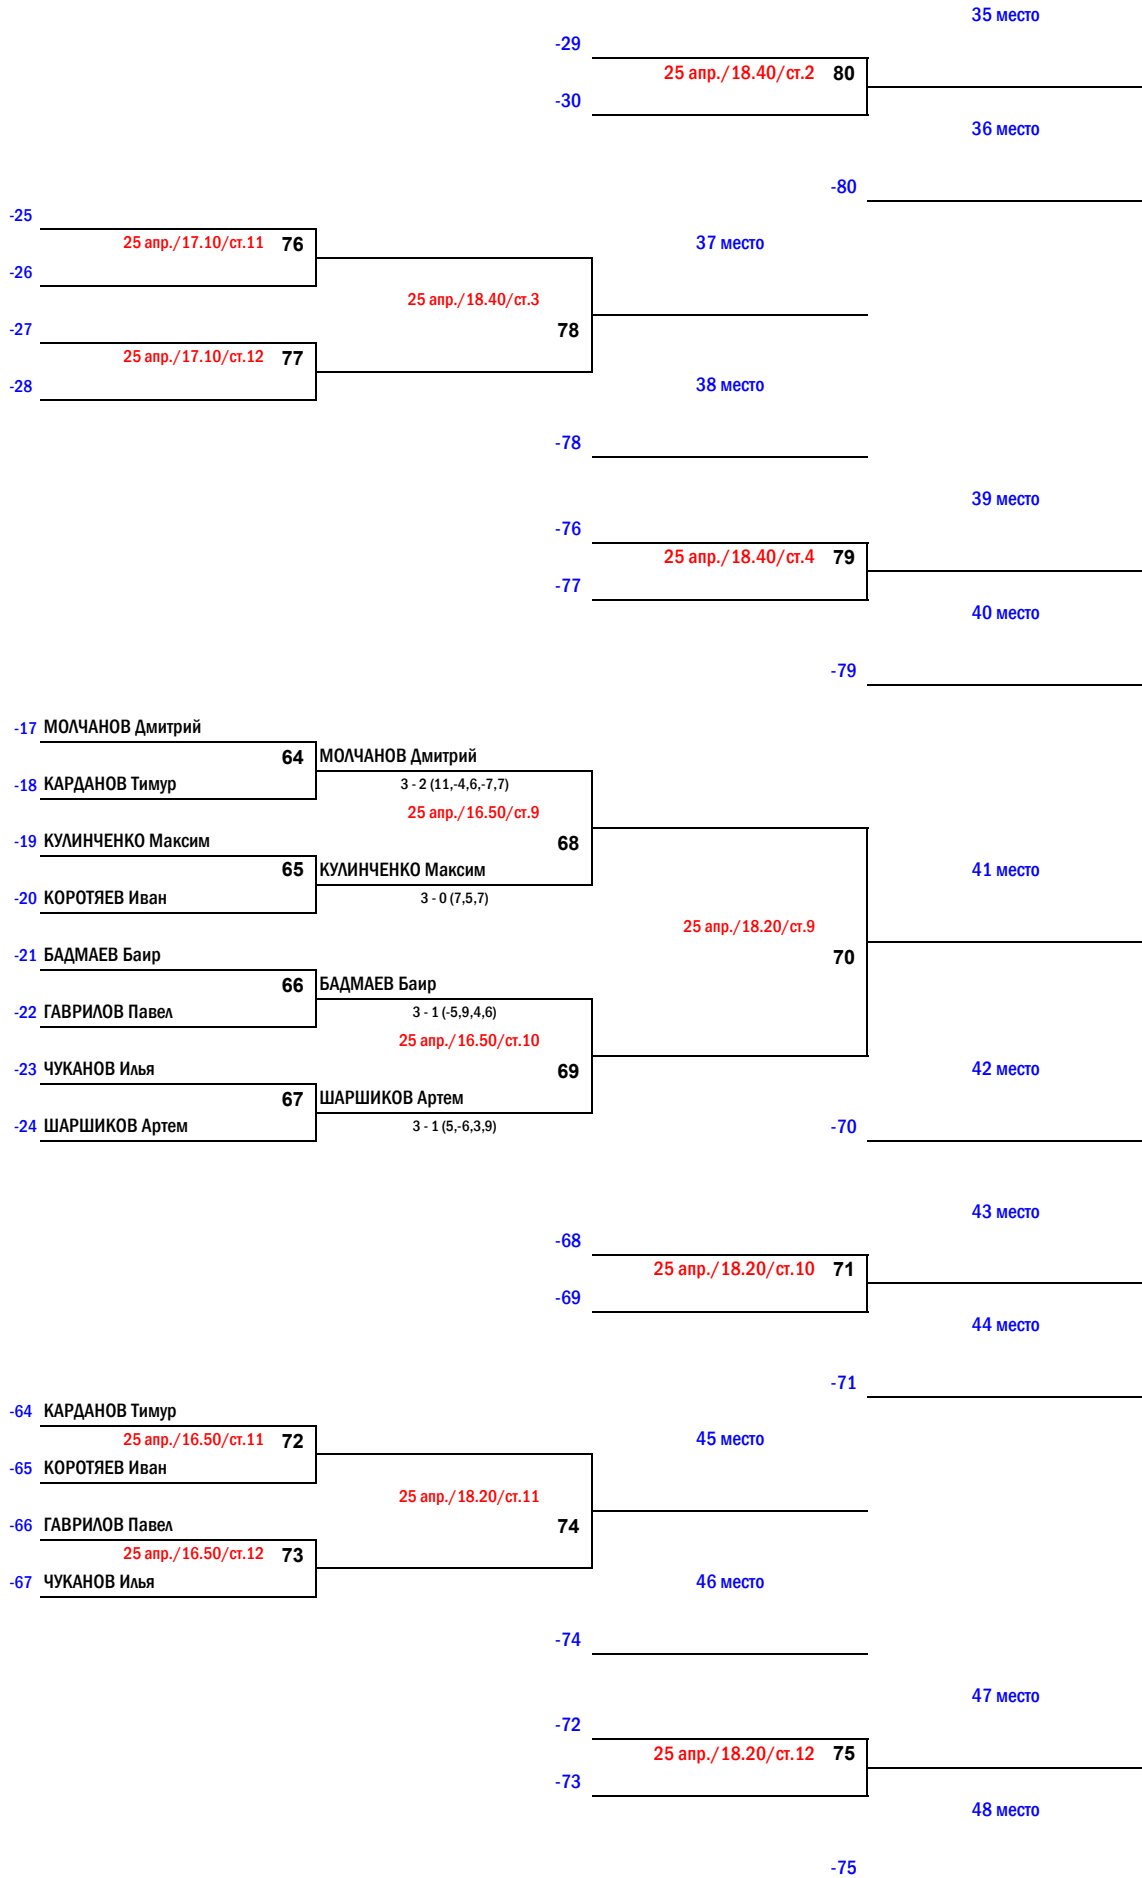 35 место
-29
25 апр./18.40/ст.2 80
-30
36 место
-80
-25
25 апр./17.10/ст.11 76
37 место
-26
25 апр./18.40/ст.3
-27
78
25 апр./17.10/ст.12 77
-28
38 место
-78
39 место
-76
25 апр./18.40/ст.4 79
-77
40 место
-79
-17 МОЛЧАНОВ Дмитрий
64 МОЛЧАНОВ Дмитрий
-18 КАРДАНОВ Тимур
3 - 2 (11,-4,6,-7,7)
25 апр./16.50/ст.9
-19 КУЛИНЧЕНКО Максим
68
65 КУЛИНЧЕНКО Максим
41 место
-20 КОРОТЯЕВ Иван
3 - 0 (7,5,7)
25 апр./18.20/ст.9
-21 БАДМАЕВ Баир
70
66 БАДМАЕВ Баир
-22 ГАВРИЛОВ Павел
3 - 1 (-5,9,4,6)
25 апр./16.50/ст.10
-23 ЧУКАНОВ Илья
69
42 место
67 ШАРШИКОВ Артем
-24 ШАРШИКОВ Артем
3 - 1 (5,-6,3,9)
-70
43 место
-68
25 апр./18.20/ст.10 71
-69
44 место
-71
-64 КАРДАНОВ Тимур
25 апр./16.50/ст.11 72
45 место
-65 КОРОТЯЕВ Иван
25 апр./18.20/ст.11
-66 ГАВРИЛОВ Павел
74
25 апр./16.50/ст.12 73
-67 ЧУКАНОВ Илья
46 место
-74
47 место
-72
25 апр./18.20/ст.12 75
-73
48 место
-75